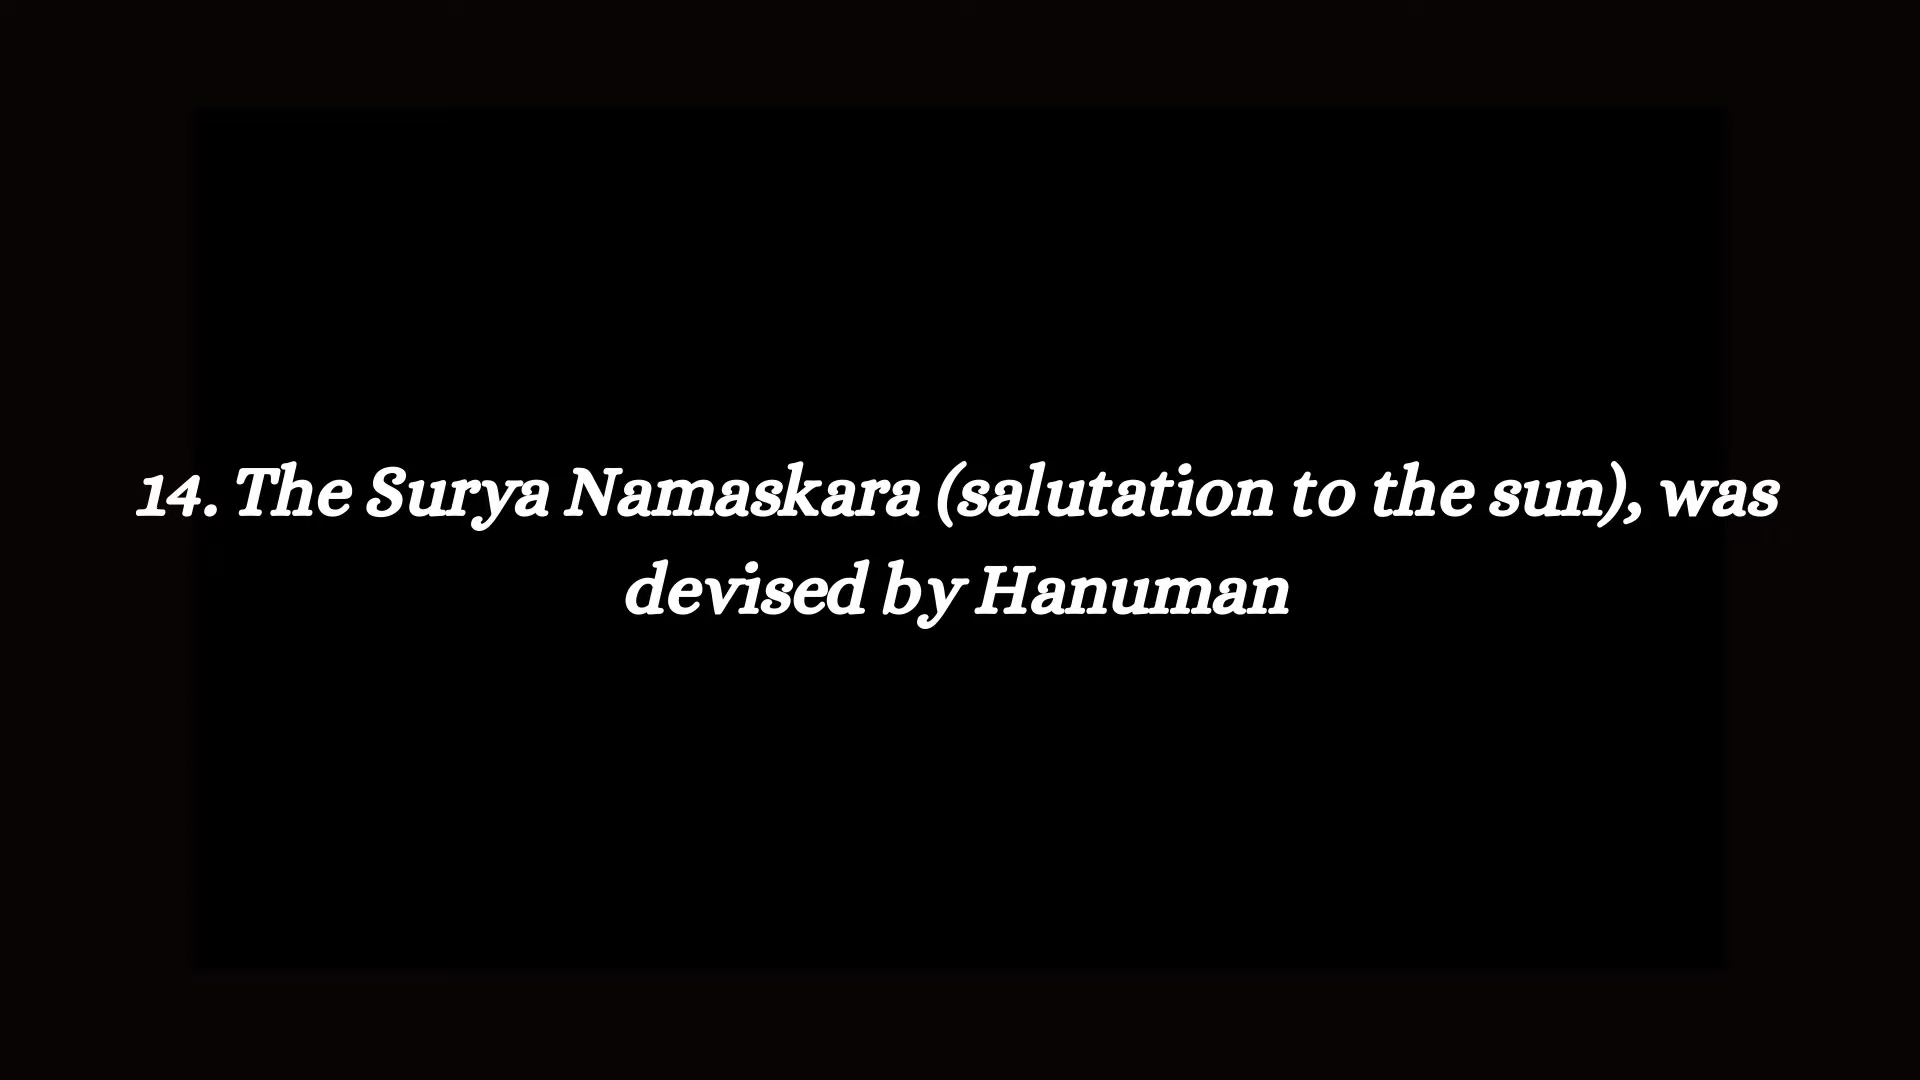 14. The Surya Namaskara (salutation to the sun), was
devised by Hanuman